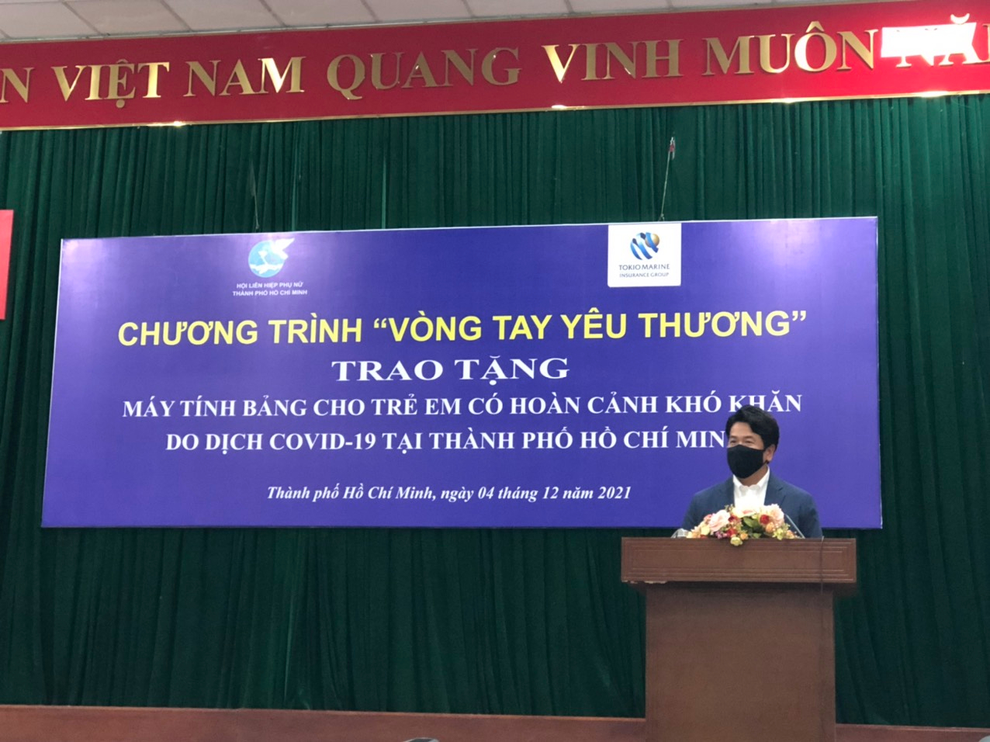 VIỆT NAM QUANG VINH MUÔN
HỘI LIÊN HIỆP PHỤ NỮ
THÀNH PHỐ HỒ CHÍ MINH
TOKIO MARINE
INSURANCE GROUP
CHƯƠNG TRÌNH “VÒNG TAY YÊU THƯƠNG”
TRAO TẶNG
MÁY TÍNH BẢNG CHO TRẺ EM CÓ HOÀN CẢNH KHÓ KHĂN
DO DỊCH COVID-19 TẠI THÀNH PHỐ HỒ CHÍ MIN
Thành phố Hồ Chí Minh, ngày 04 tháng 12 năm 2021